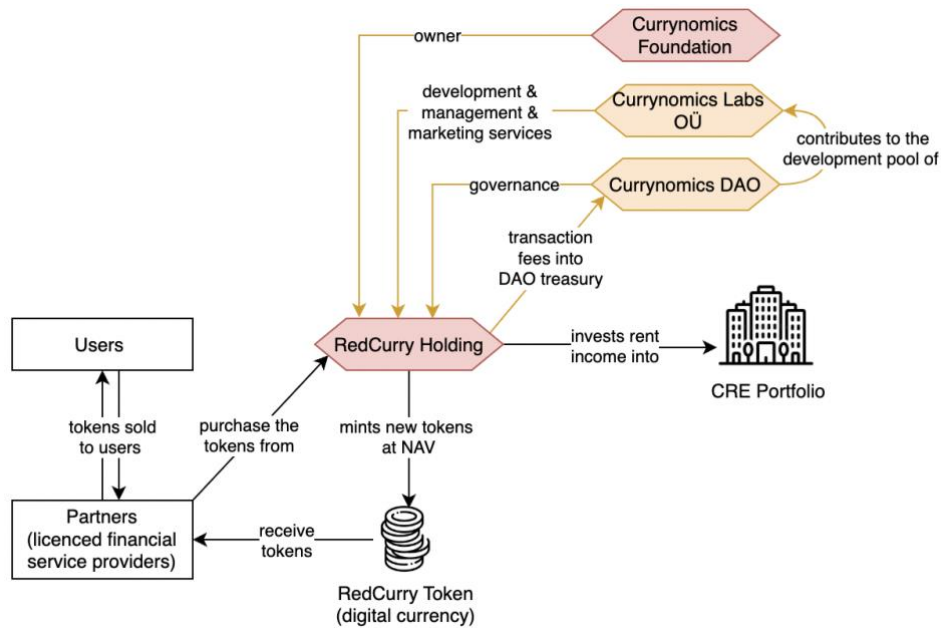 Currynomics
Foundation
owner
development &
management &
marketing services
Currynomics Labs
OÜ
contributes to the
development pool of
governance
Currynomics DAO
transaction
fees into
DAO treasury
Users
RedCurry Holding
invests rent
income into
CRE Portfolio
tokens sold
to users
purchase the
tokens from
mints new tokens
at NAV
Partners
(licenced financial
service providers)
receive
tokens
RedCurry Token
(digital currency)